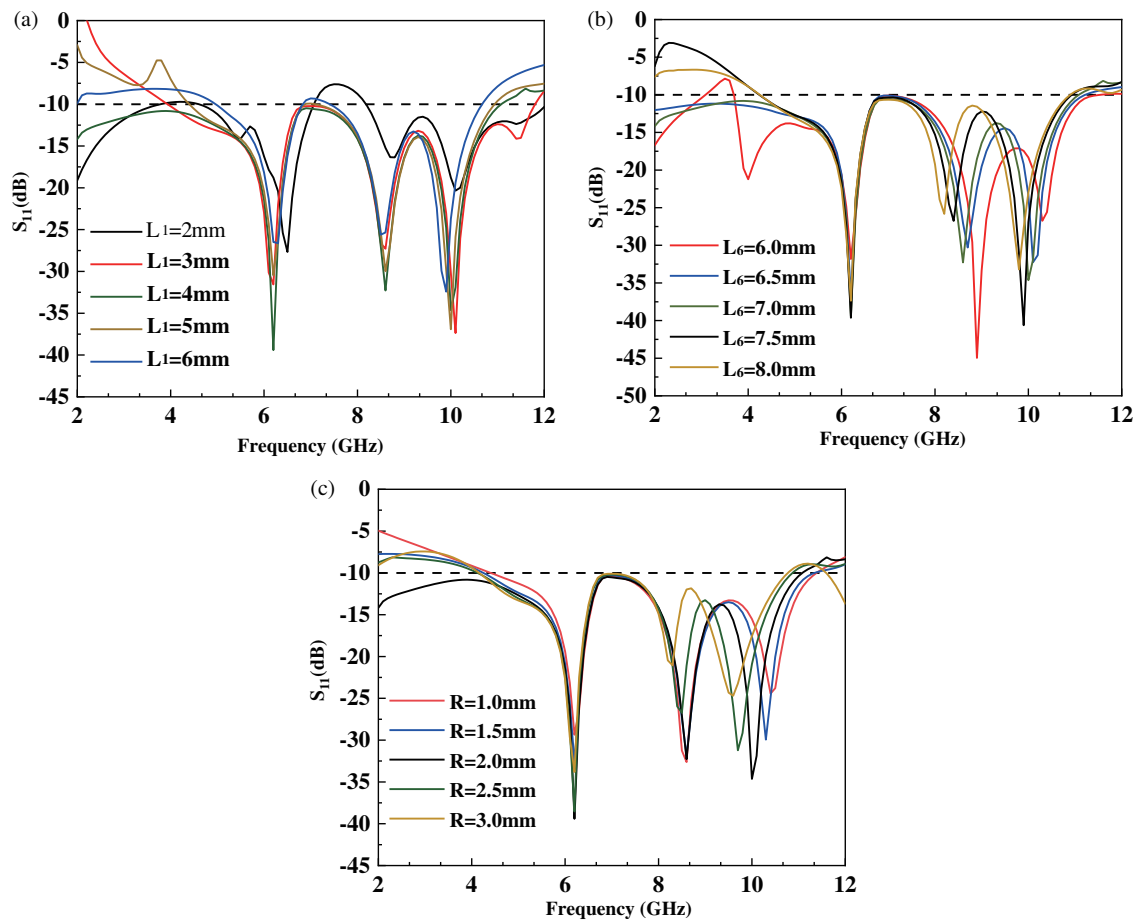 (a)
0
-5
-10
-15
-20
-25
-30
-35
-40
-45
S11(dB)
L1=2mm
L1=3mm
L1=4mm
L1=5mm
L1=6mm
2 4 6 8 10 12
Frequency (GHz)
(b)
0
-5
-10
-15
-20
-25
-30
-35
-40
-45
-50
S11(dB)
L6=6.0mm
L6=6.5mm
L6=7.0mm
L6=7.5mm
L6=8.0mm
2 4 6 8 10 12
Frequency (GHz)
(c)
0
-5
-10
-15
-20
-25
-30
-35
-40
-45
S11(dB)
R=1.0mm
R=1.5mm
R=2.0mm
R=2.5mm
R=3.0mm
2 4 6 8 10 12
Frequency (GHz)